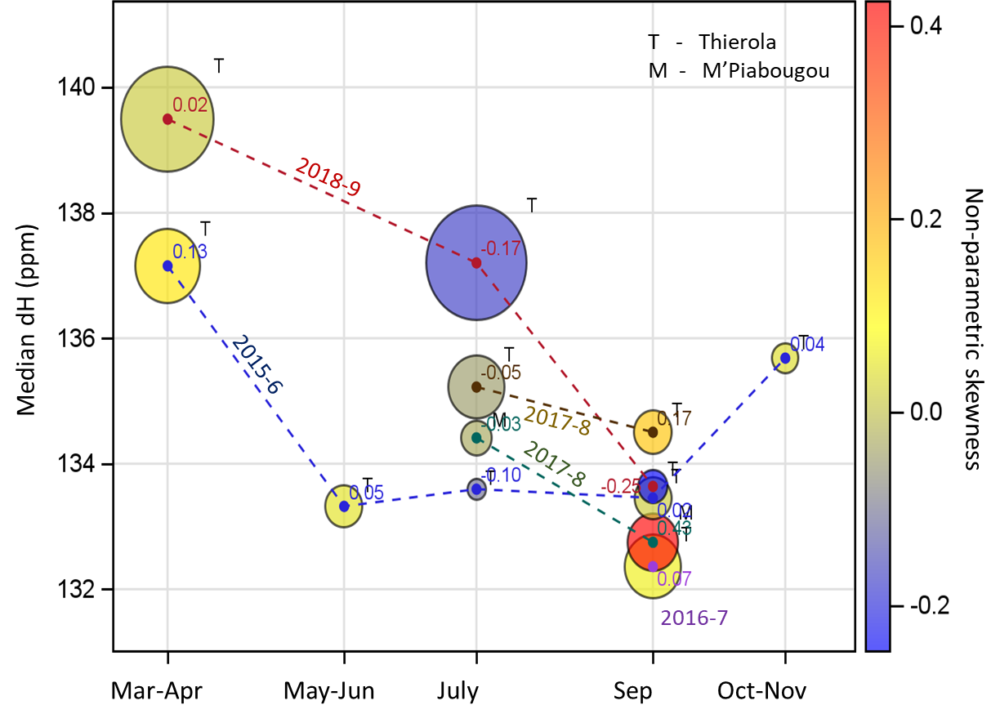 T - Thierola
M - M’Piabougou
0.4
140
T
0.02
2018-9
138
T
-0.17
0.2
T
0.13
Median dH (ppm)
Non-parametric skewness
2015-6
136
T
-0.05
T
0.04
2017-8
T
0.17
0.0
M
-0.03
2017-8
134
T
0.05
T
-0.10
T
-0.25
T
0.02
M
0.43
T
0.07
132
-0.2
2016-7
Mar-Apr May-Jun July Sep Oct-Nov